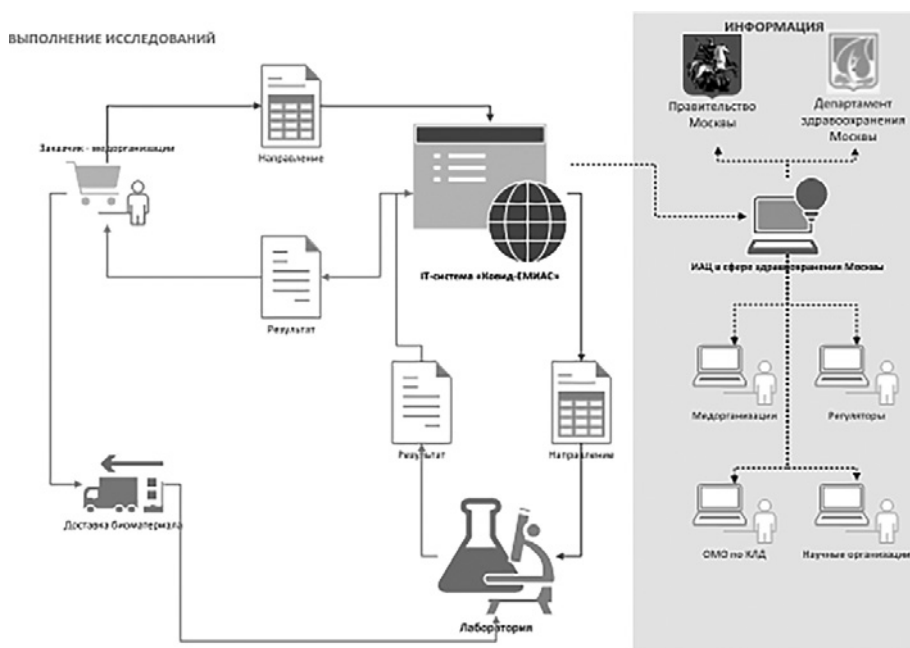 ВЫПОЛНЕНИЕ ИССЛЕДОВАНИЙ
ИНФОРМАЦИЯ
Правительство
Москвы
Департамент
здравоохранения
Москвы
Заказчик - медорганизации
Направление
IT-система «Ковид-ЕМИАС»
ИАЦ в сфере здравоохранения Москвы
Результат
Результат
Направление
Медорганизации
Регуляторы
Доставка биоматериала
ОМО по КЛД
Научные организации
Лаборатория